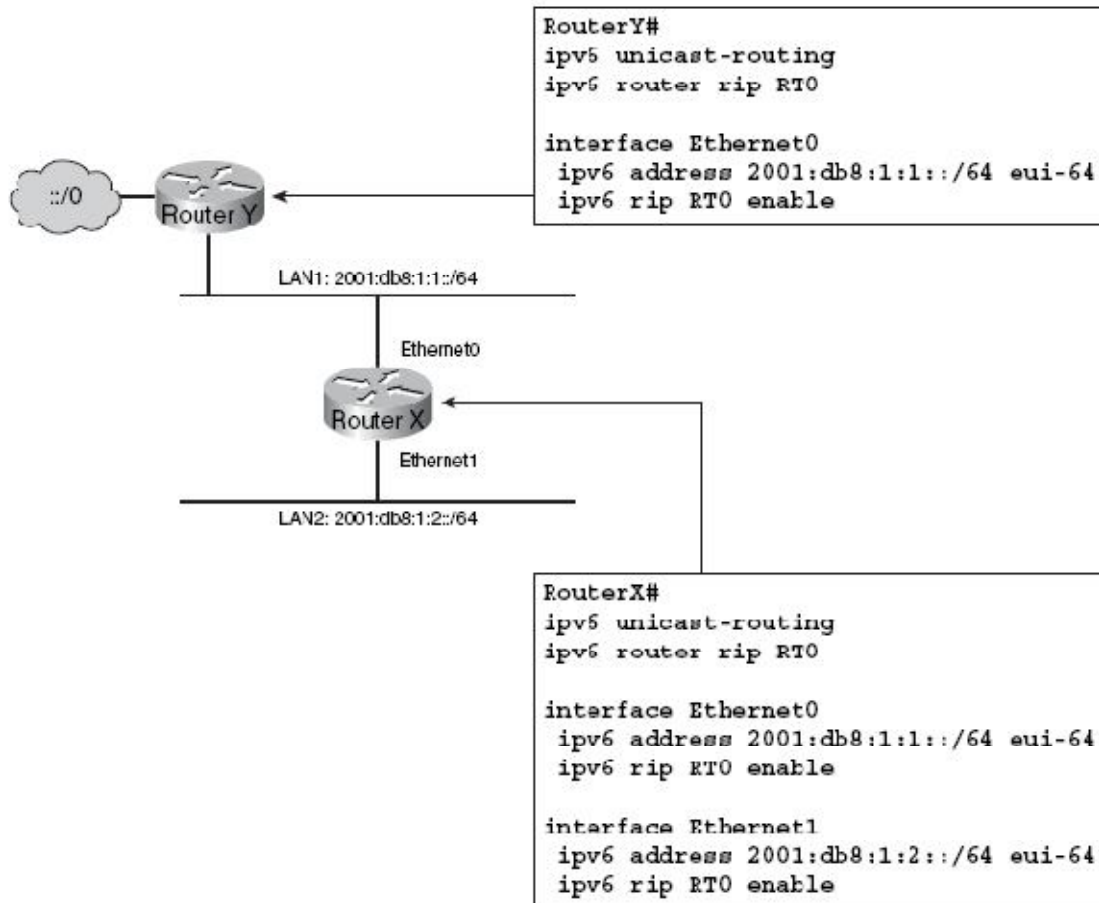 RouterY#
ipv6 unicast-routing
ipv6 router rip RT0
interface Ethernet0
ipv6 address 2001:db8:1:1::/64 eui-64
ipv6 rip RT0 enable
::/0
Router Y
LAN1: 2001:db8:1:1::/64
Ethernet0
Router X
Ethernet1
LAN2: 2001:db8:1:2::/64
RouterX#
ipv6 unicast-routing
ipv6 router rip RT0
interface Ethernet0
ipv6 address 2001:db8:1:1::/64 eui-64
ipv6 rip RT0 enable
interface Ethernet1
ipv6 address 2001:db8:1:2::/64 eui-64
ipv6 rip RT0 enable